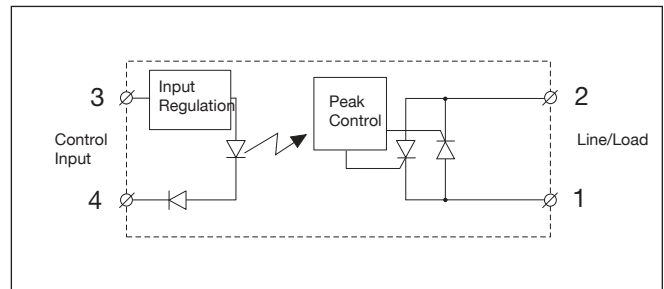 Input
Regulation
3
Control
Input
4
Peak
Control
2
Line/Load
1